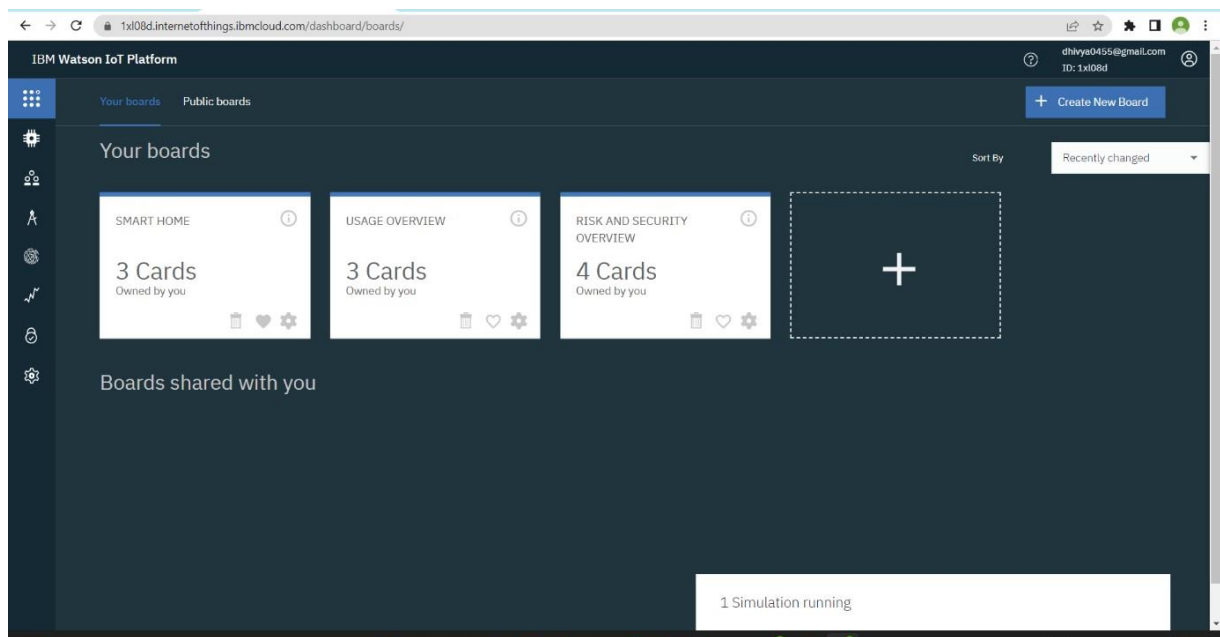 1xl08d.internetofthings.ibmcloud.com/dashboard/boards/
IBM Watson IoT Platform
dhivya0455@gmail.com
ID: 1xl08d
Your boards Public boards
+ Create New Board
Your boards
Sort By Recently changed
SMART HOME
3 Cards
Owned by you
USAGE OVERVIEW
3 Cards
Owned by you
RISK AND SECURITY
OVERVIEW
4 Cards
Owned by you
Boards shared with you
1 Simulation running